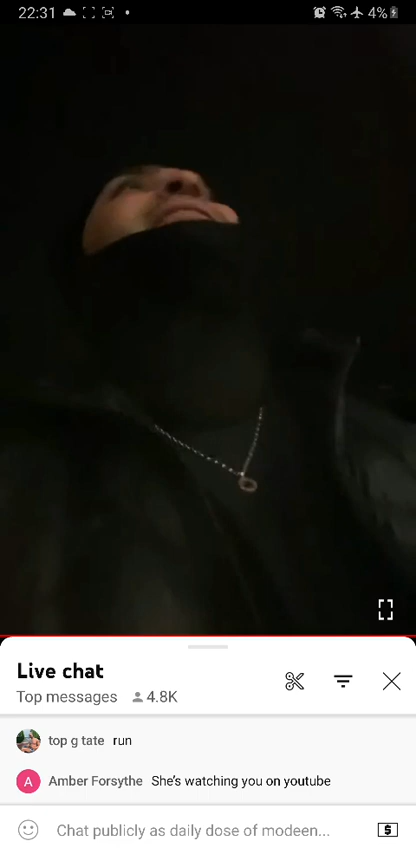 22:31 4%
Live chat
Top messages 4.8K
top g tate run
A Amber Forsythe She's watching you on youtube
Chat publicly as daily dose of modeen...
$